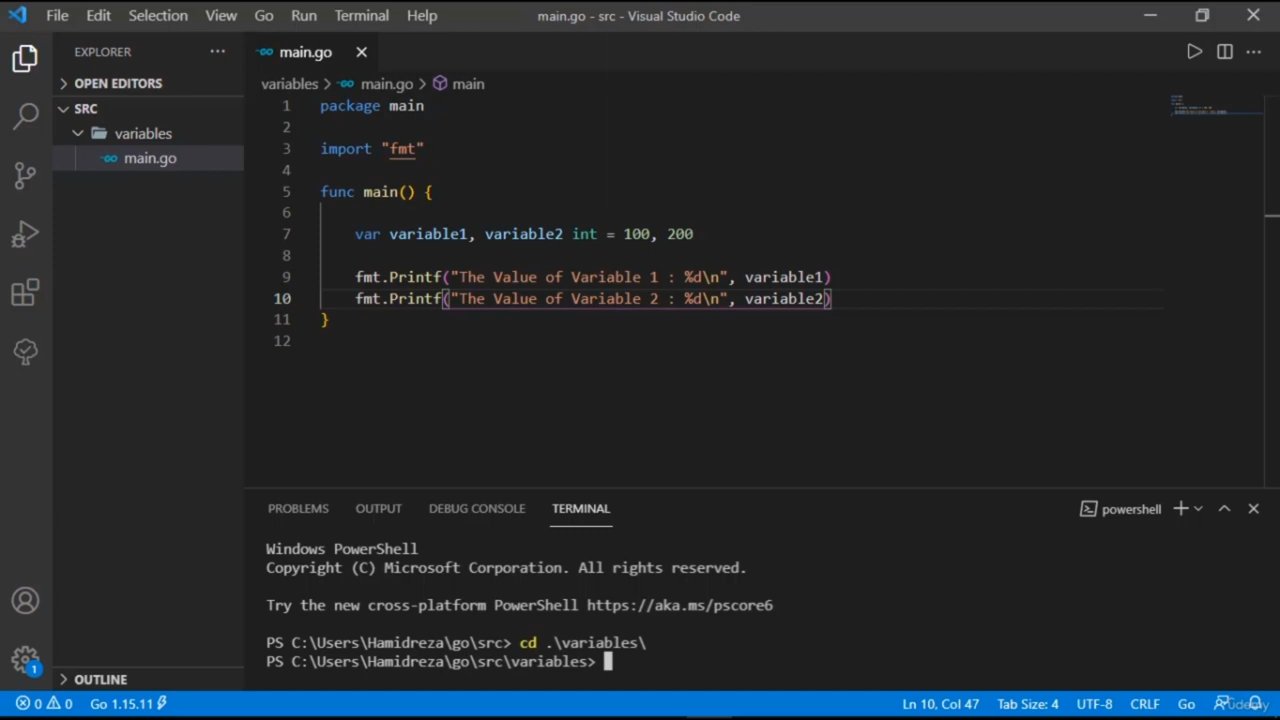 File Edit Selection View Go Run Terminal Help main.go - src - Visual Studio Code
EXPLORER
main.go
OPEN EDITORS
variables > main.go > main
SRC
variables
main.go
1 package main
2
3 import "fmt"
4
5 func main() {
6
7 var variable1, variable2 int = 100, 200
8
9 fmt.Printf("The Value of Variable 1 : %d\n", variable1)
10 fmt.Printf("The Value of Variable 2 : %d\n", variable2)
11 }
12
PROBLEMS OUTPUT DEBUG CONSOLE TERMINAL powershell
Windows PowerShell
Copyright (C) Microsoft Corporation. All rights reserved.
Try the new cross-platform PowerShell https://aka.ms/pscore6
PS C:\Users\Hamidreza\go\src> cd .\variables\
PS C:\Users\Hamidreza\go\src\variables>
1
OUTLINE
0 0 Go 1.15.11 Ln 10, Col 47 Tab Size: 4 UTF-8 CRLF Go Udemy